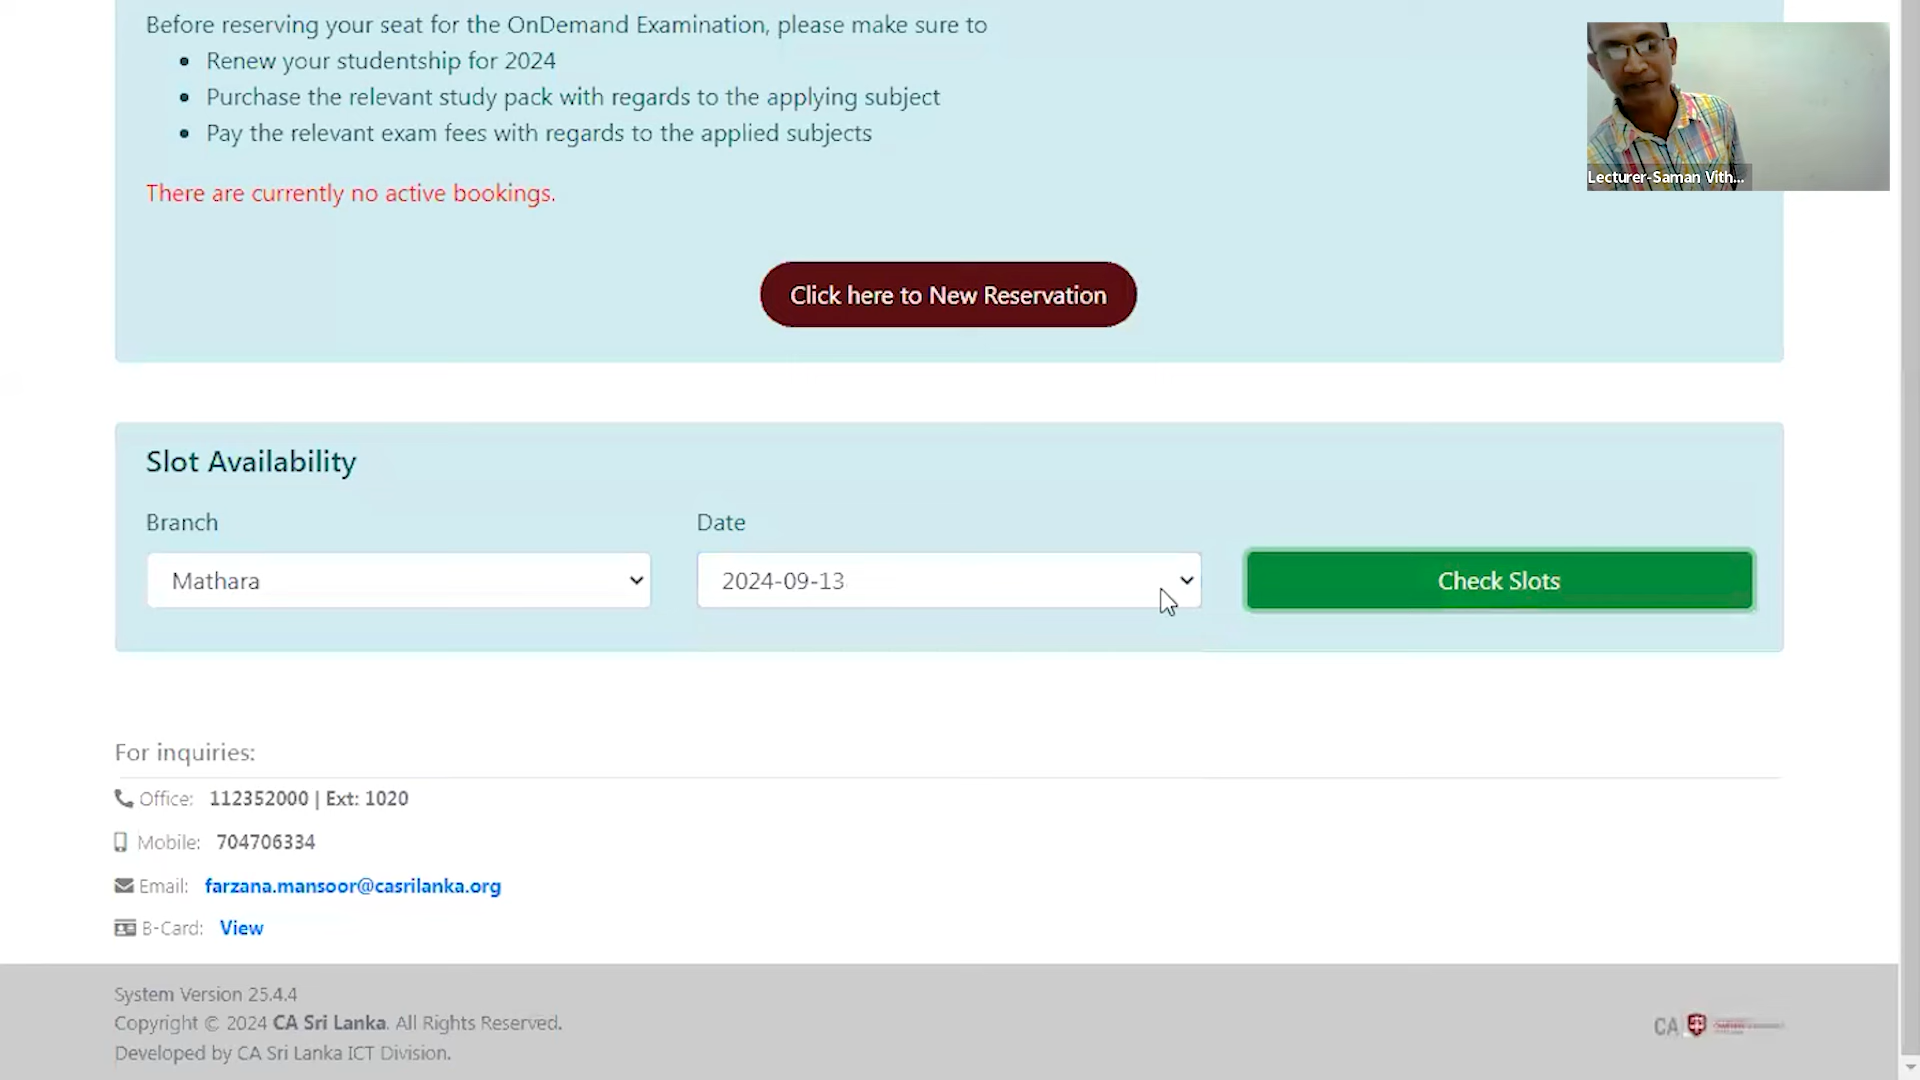 Before reserving your seat for the OnDemand Examination, please make sure to
Renew your studentship for 2024
Purchase the relevant study pack with regards to the applying subject
Pay the relevant exam fees with regards to the applied subjects
There are currently no active bookings.
Click here to New Reservation
Lecturer-Saman Vith...
Slot Availability
Branch
Date
Mathara
2024-09-13
Check Slots
For inquiries:
Office: 112352000 | Ext: 1020
Mobile: 704706334
Email: farzana.mansoor@casrilanka.org
B-Card: View
System Version 25.4.4
Copyright © 2024 CA Sri Lanka. All Rights Reserved.
Developed by CA Sri Lanka ICT Division.
CA